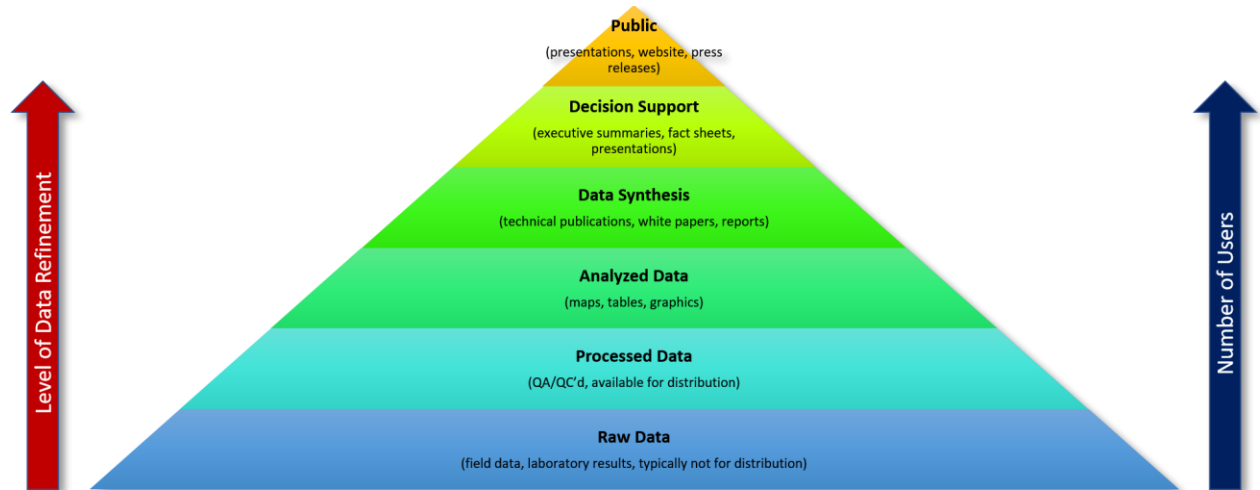 Public
(presentations, website, press
releases)
Decision Support
(executive summaries, fact sheets,
presentations)
Data Synthesis
(technical publications, white papers, reports)
Analyzed Data
(maps, tables, graphics)
Processed Data
(QA/QC’d, available for distribution)
Raw Data
(field data, laboratory results, typically not for distribution)
Level of Data Refinement
Number of Users